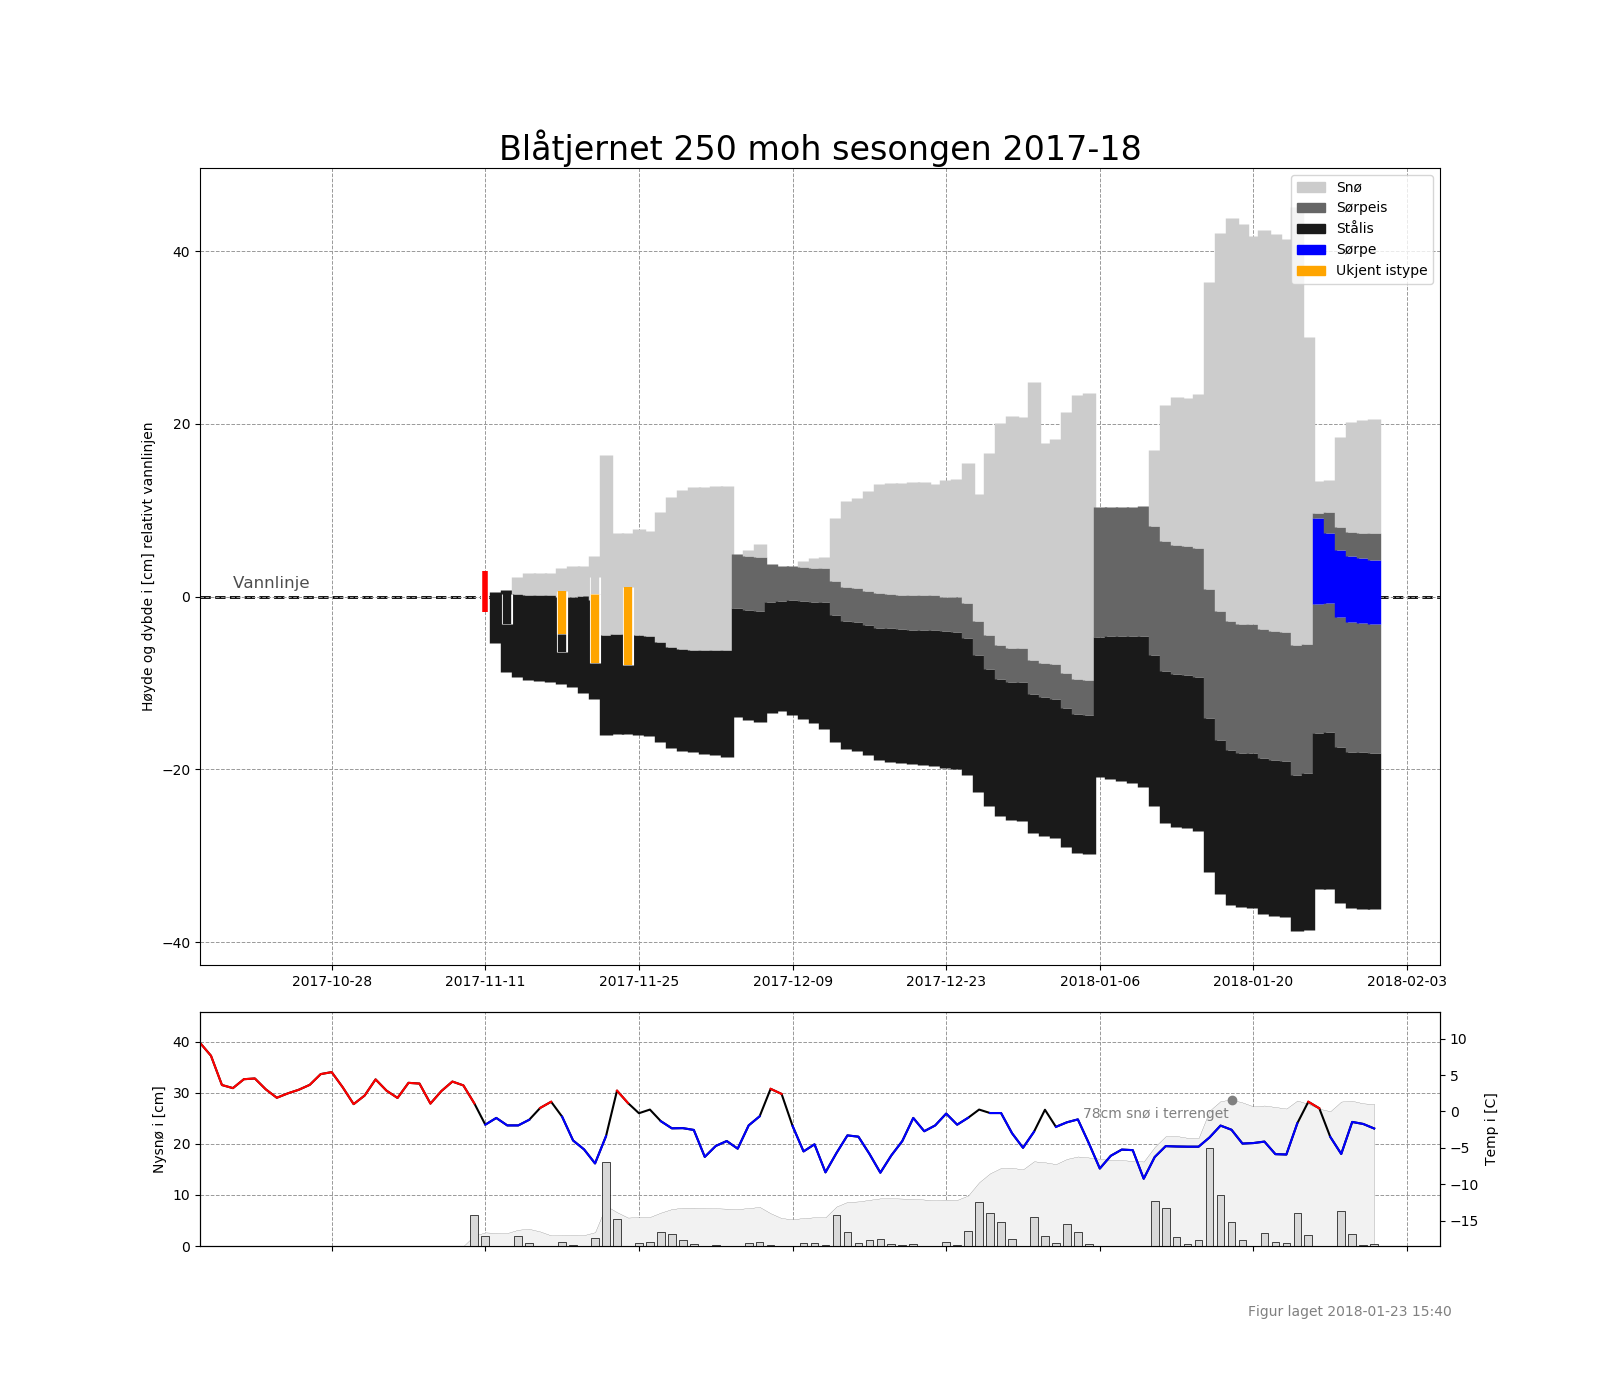 Blåtjernet 250 moh sesongen 2017-18
Snø
Sørpeis
Stålis
Sørpe
Ukjent istype
Høyde og dybde i [cm] relativt vannlinjen
40
20
0
−20
−40
Vannlinje
2017-10-28
2017-11-11
2017-11-25
2017-12-09
2017-12-23
2018-01-06
2018-01-20
2018-02-03
Nysnø i [cm]
40
30
20
10
0
78cm snø i terrenget
10
5
0
−5
−10
−15
Temp i [C]
Figur laget 2018-01-23 15:40